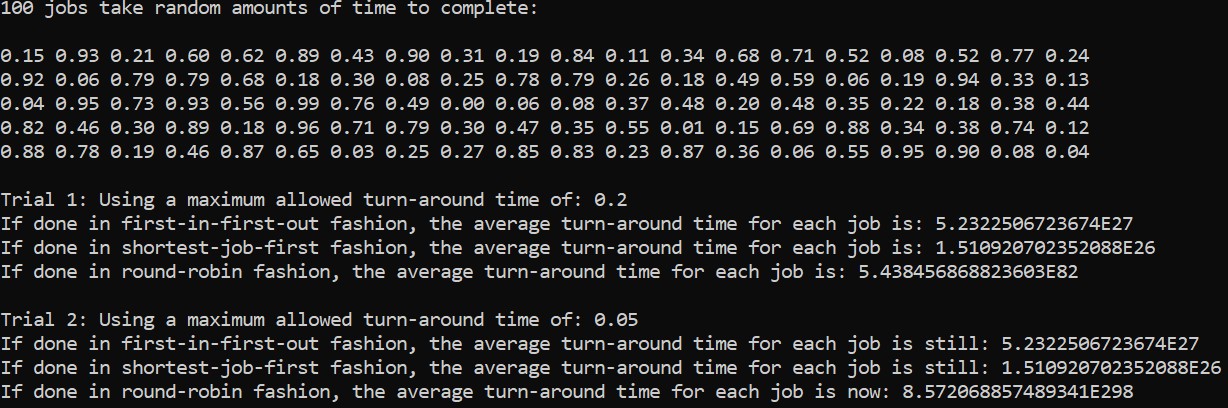 100 jobs take random amounts of time to complete:
0.15 0.93 0.21 0.60 0.62 0.89 0.43 0.90 0.31 0.19 0.84 0.11 0.34 0.68 0.71 0.52 0.08 0.52 0.77 0.24
0.92 0.06 0.79 0.79 0.68 0.18 0.30 0.08 0.25 0.78 0.79 0.26 0.18 0.49 0.59 0.06 0.19 0.94 0.33 0.13
0.04 0.95 0.73 0.93 0.56 0.99 0.76 0.49 0.00 0.06 0.08 0.37 0.48 0.20 0.48 0.35 0.22 0.18 0.38 0.44
0.82 0.46 0.30 0.89 0.18 0.96 0.71 0.79 0.30 0.47 0.35 0.55 0.01 0.15 0.69 0.88 0.34 0.38 0.74 0.12
0.88 0.78 0.19 0.46 0.87 0.65 0.03 0.25 0.27 0.85 0.83 0.23 0.87 0.36 0.06 0.55 0.95 0.90 0.08 0.04
Trial 1: Using a maximum allowed turn-around time of: 0.2
If done in first-in-first-out fashion, the average turn-around time for each job is: 5.2322506723674E27
If done in shortest-job-first fashion, the average turn-around time for each job is: 1.510920702352088E26
If done in round-robin fashion, the average turn-around time for each job is: 5.438456868823603E82
Trial 2: Using a maximum allowed turn-around time of: 0.05
If done in first-in-first-out fashion, the average turn-around time for each job is still: 5.2322506723674E27
If done in shortest-job-first fashion, the average turn-around time for each job is still: 1.510920702352088E26
If done in round-robin fashion, the average turn-around time for each job is now: 8.572068857489341E298